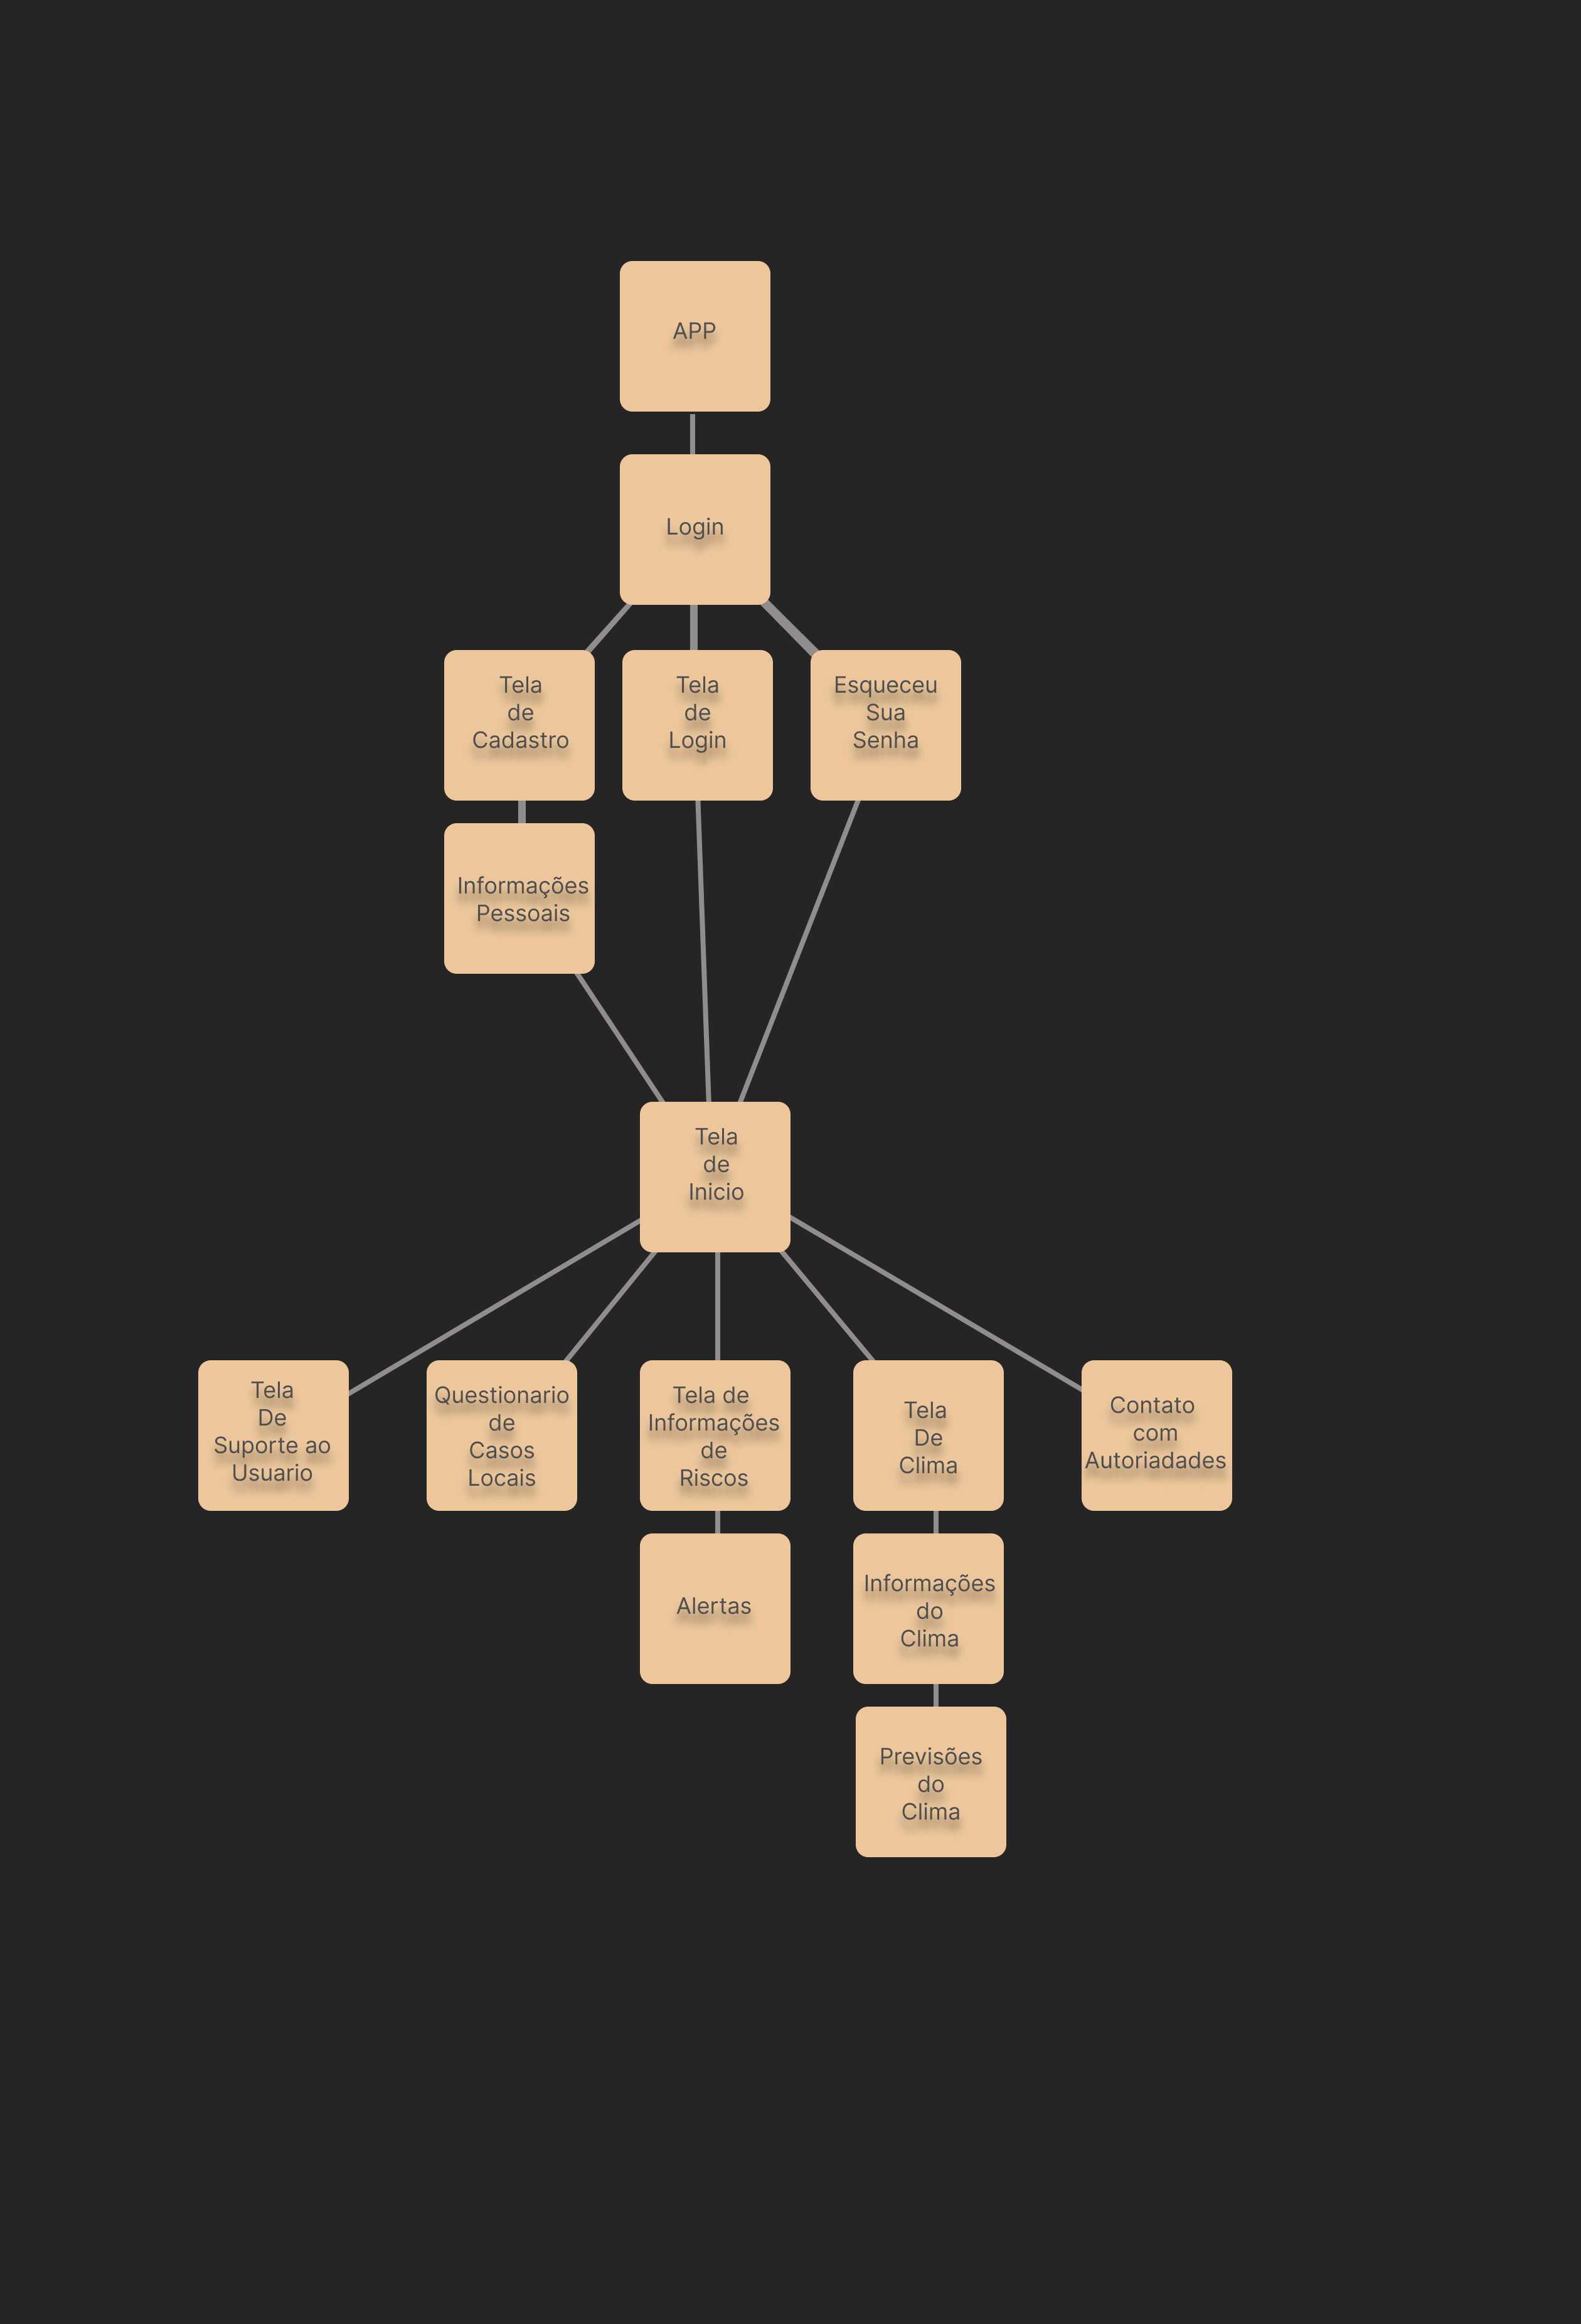 APP
Login
Tela
de
Cadastro
Tela
de
Login
Esqueceu
Sua
Senha
Informações
Pessoais
Tela
de
Inicio
Tela
De
Suporte ao
Usuario
Questionario
de
Casos
Locais
Tela de
Informações
de
Riscos
Tela
De
Clima
Contato
com
Autoriadades
Alertas
Informações
do
Clima
Previsões
do
Clima